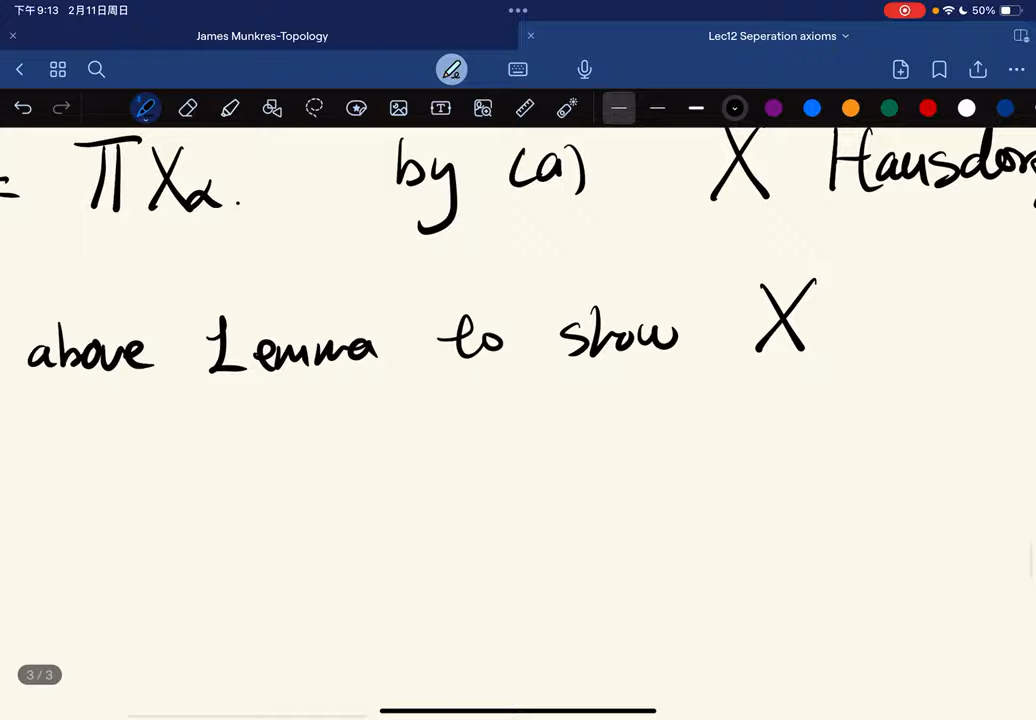 下午9:13 2月11日周日
50%
James Munkres-Topology
Lec12 Seperation axioms
= ΠXα. by (a) X Hausdor
above Lemma to show X
3 / 3